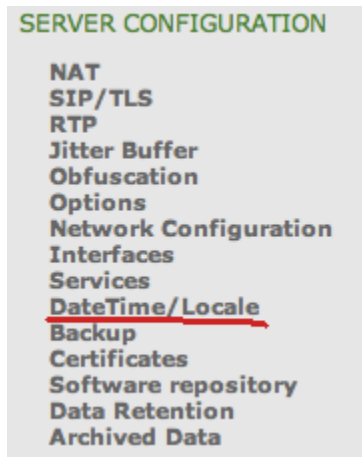 SERVER CONFIGURATION
NAT
SIP/TLS
RTP
Jitter Buffer
Obfuscation
Options
Network Configuration
Interfaces
Services
DateTime/Locale
Backup
Certificates
Software repository
Data Retention
Archived Data